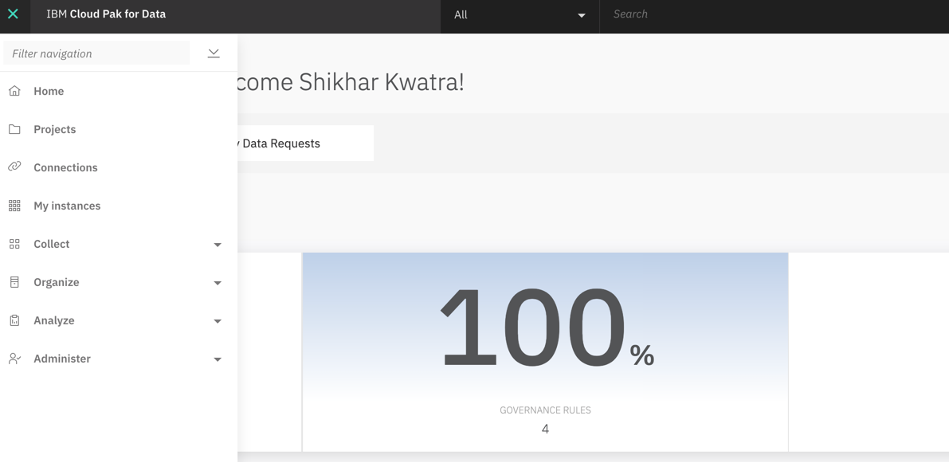 IBM Cloud Pak for Data
All
Search
Filter navigation
Home
Projects
Connections
My instances
Collect
Organize
Analyze
Administer
come Shikhar Kwatra!
y Data Requests
100%
GOVERNANCE RULES
4